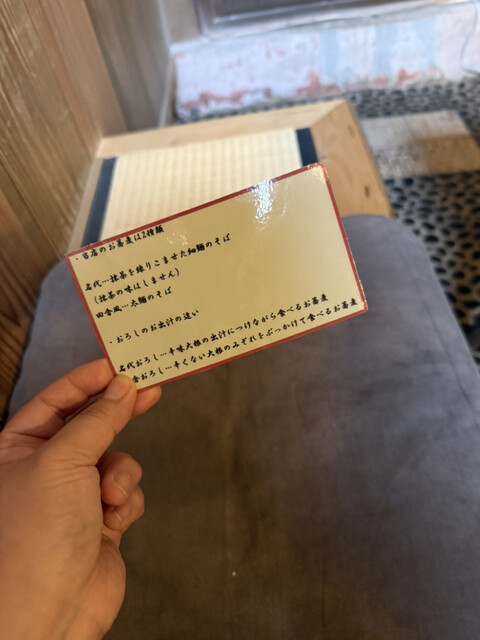 ・当店のお蕎麦は2種類
名代…抹茶を練りこませた細麺のそば
（抹茶の味はしません）
田舎風…太麺のそば
・おろしのお出汁の違い
名代おろし…辛味大根の出汁につけながら食べるお蕎麦
舎おろし…辛くない大根のみぞれをぶっかけて食べるお蕎麦